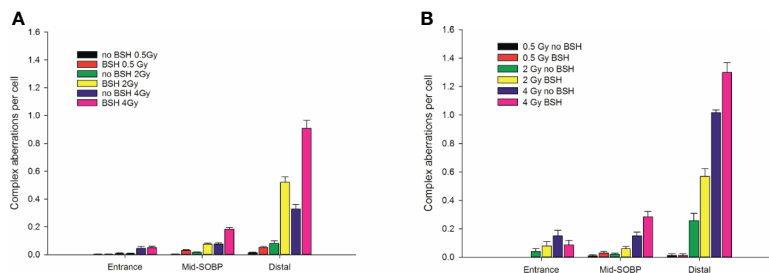 A
Complex aberrations per cell
1.6
1.4
1.2
1.0
0.8
0.6
0.4
0.2
0.0
no BSH 0.5Gy
BSH 0.5 Gy
no BSH 2Gy
BSH 2Gy
no BSH 4Gy
BSH 4Gy
Entrance Mid-SOBP Distal
B
Complex aberrations per cell
1.6
1.4
1.2
1.0
0.8
0.6
0.4
0.2
0.0
0.5 Gy no BSH
0.5 Gy BSH
2 Gy no BSH
2 Gy BSH
4 Gy no BSH
4 Gy BSH
Entrance Mid-SOBP Distal